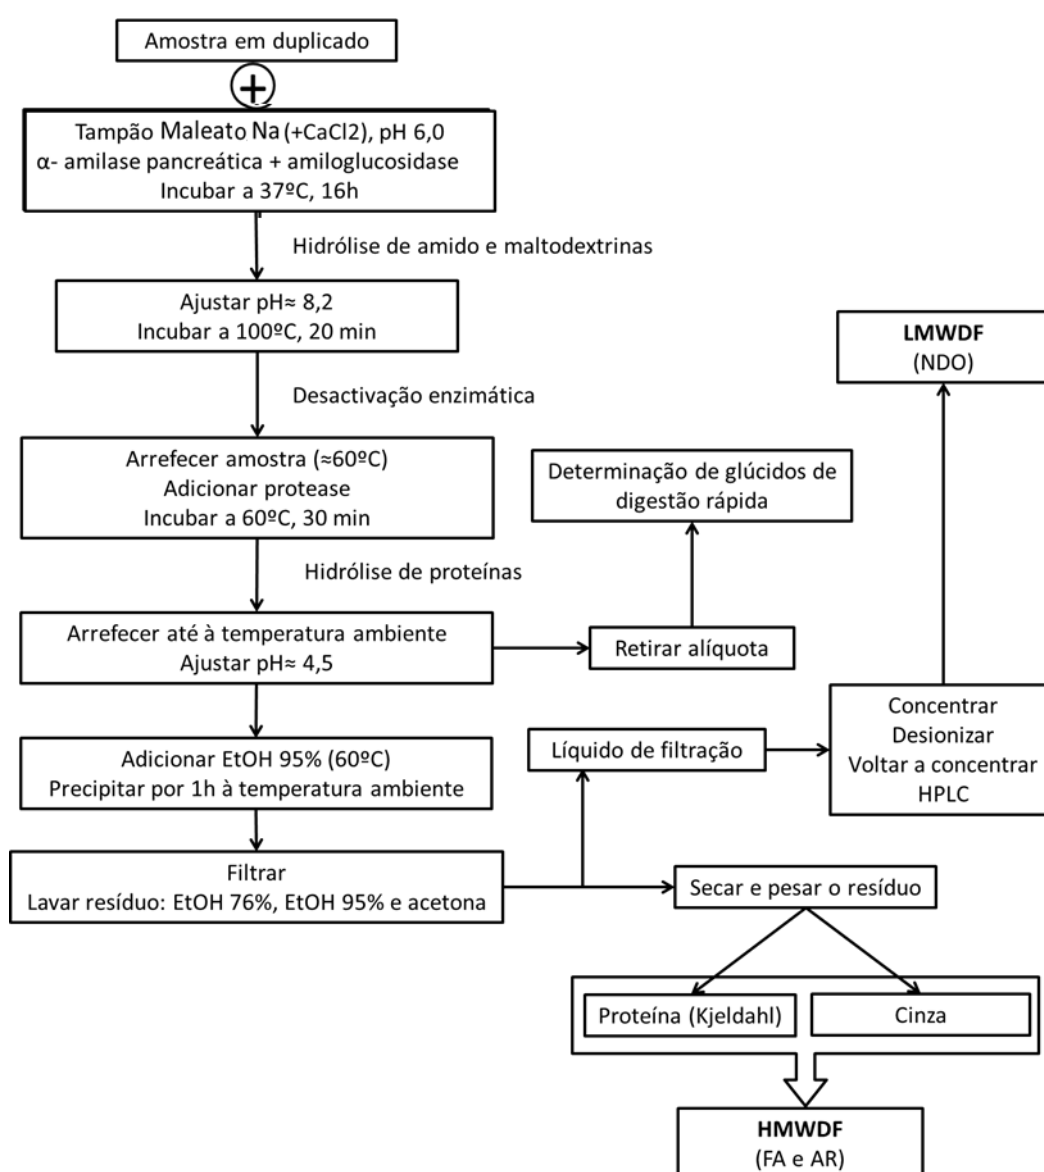 Amostra em duplicado
+
Tampão Maleato Na (+CaCl2), pH 6,0
α- amilase pancreática + amiloglucosidase
Incubar a 37ºC, 16h
Hidrólise de amido e maltodextrinas
Ajustar pH≈ 8,2
Incubar a 100ºC, 20 min
Desactivação enzimática
Arrefecer amostra (≈60ºC)
Adicionar protease
Incubar a 60ºC, 30 min
Hidrólise de proteínas
Arrefecer até à temperatura ambiente
Ajustar pH≈ 4,5
Retirar alíquota
Determinação de glúcidos de
digestão rápida
Adicionar EtOH 95% (60ºC)
Precipitar por 1h à temperatura ambiente
Filtrar
Lavar resíduo: EtOH 76%, EtOH 95% e acetona
Líquido de filtração
Concentrar
Desionizar
Voltar a concentrar
HPLC
LMWDF
(NDO)
Secar e pesar o resíduo
Proteína (Kjeldahl)
Cinza
HMWDF
(FA e AR)